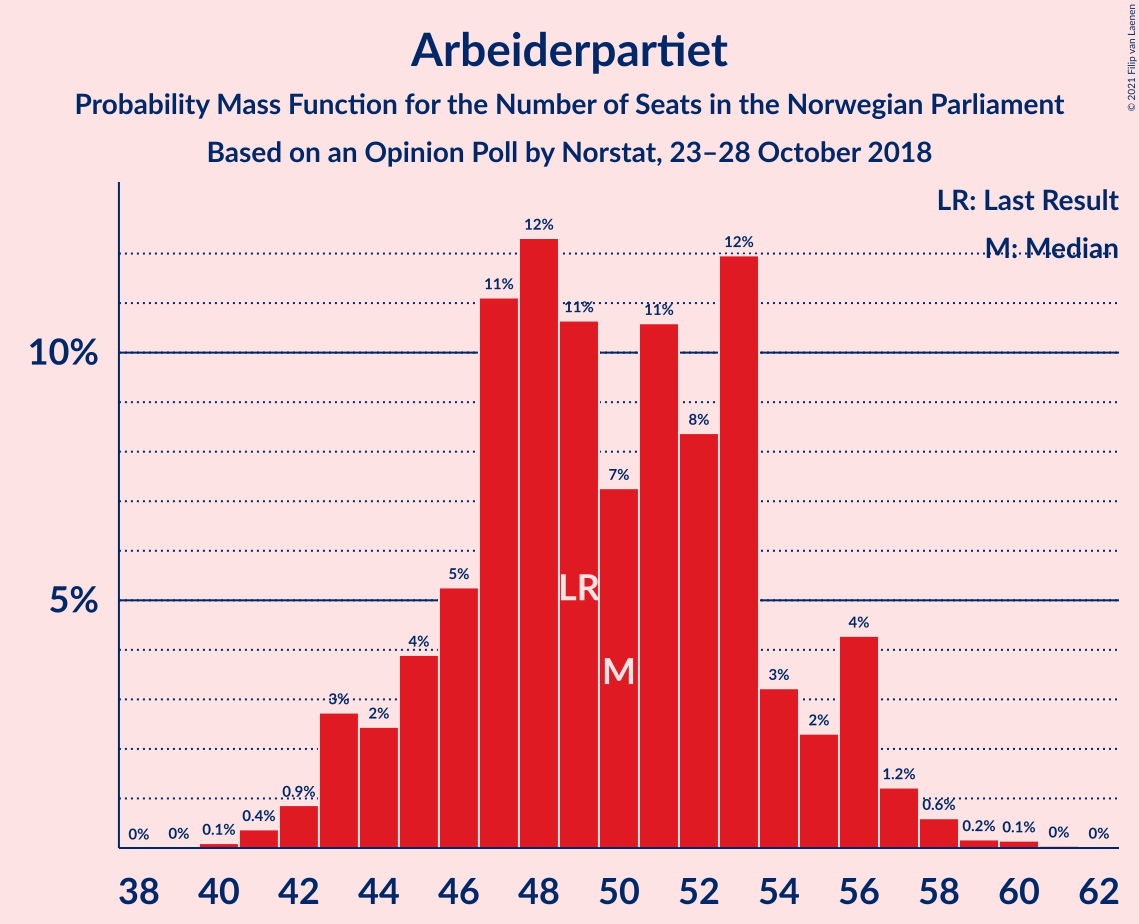 Arbeiderpartiet
Probability Mass Function for the Number of Seats in the Norwegian Parliament
Based on an Opinion Poll by Norstat, 23–28 October 2018
© 2021 Filip van Laenen
LR: Last Result
M: Median
10%
5%
0% 0% 0.1% 0.4% 0.9% 3% 2% 4% 5% 11% 12% 11% 7% 11% 8% 12% 3% 2% 4% 1.2% 0.6% 0.2% 0.1% 0% 0%
LR
M
38 40 42 44 46 48 50 52 54 56 58 60 62